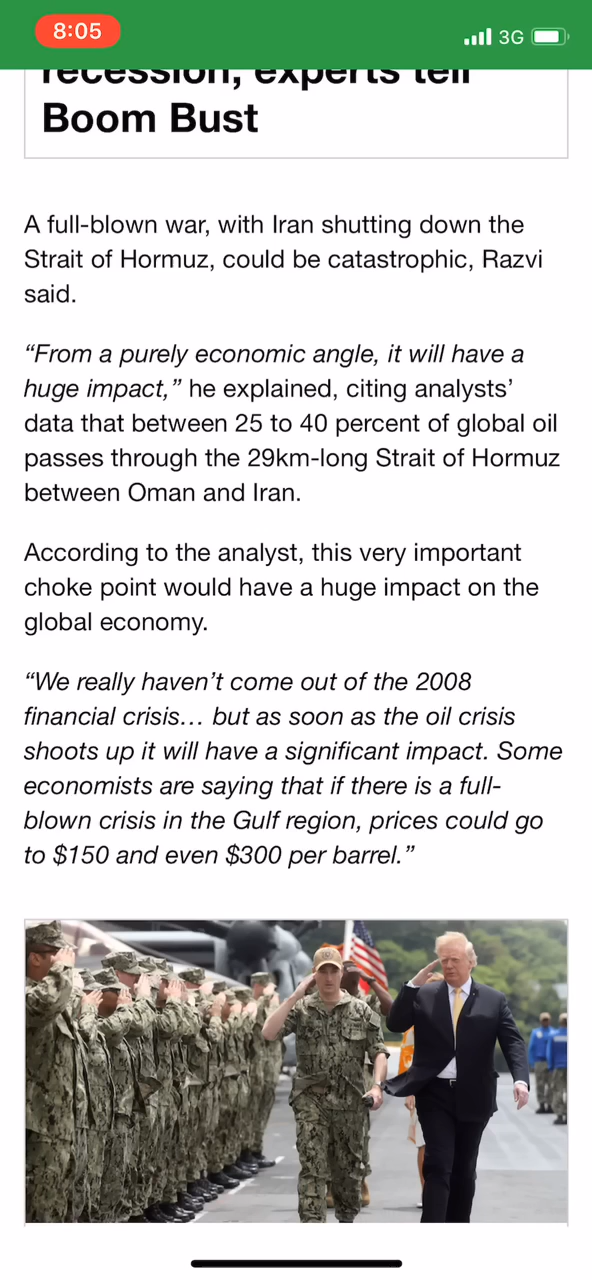 8:05
3G
recession, experts tell
Boom Bust
A full-blown war, with Iran shutting down the
Strait of Hormuz, could be catastrophic, Razvi
said.
“From a purely economic angle, it will have a
huge impact,” he explained, citing analysts’
data that between 25 to 40 percent of global oil
passes through the 29km-long Strait of Hormuz
between Oman and Iran.
According to the analyst, this very important
choke point would have a huge impact on the
global economy.
“We really haven’t come out of the 2008
financial crisis… but as soon as the oil crisis
shoots up it will have a significant impact. Some
economists are saying that if there is a full-
blown crisis in the Gulf region, prices could go
to $150 and even $300 per barrel.”